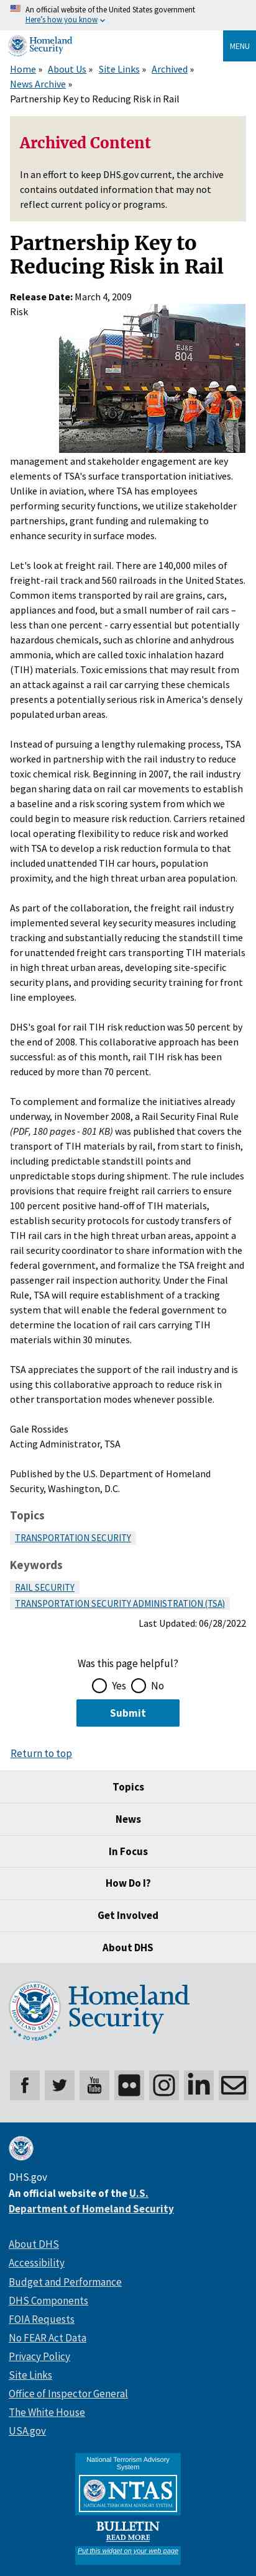 An official website of the United States government
Here's how you know
Homeland
Security
MENU
Home » About Us » Site Links » Archived »
News Archive »
Partnership Key to Reducing Risk in Rail
Archived Content
In an effort to keep DHS.gov current, the archive
contains outdated information that may not
reflect current policy or programs.
Partnership Key to
Reducing Risk in Rail
Release Date: March 4, 2009
Risk
EJ&E
804
management and stakeholder engagement are key
elements of TSA's surface transportation initiatives.
Unlike in aviation, where TSA has employees
performing security functions, we utilize stakeholder
partnerships, grant funding and rulemaking to
enhance security in surface modes.
Let's look at freight rail. There are 140,000 miles of
freight-rail track and 560 railroads in the United States.
Common items transported by rail are grains, cars,
appliances and food, but a small number of rail cars –
less than one percent - carry essential but potentially
hazardous chemicals, such as chlorine and anhydrous
ammonia, which are called toxic inhalation hazard
(TIH) materials. Toxic emissions that may result from
an attack against a rail car carrying these chemicals
presents a potentially serious risk in America's densely
populated urban areas.
Instead of pursuing a lengthy rulemaking process, TSA
worked in partnership with the rail industry to reduce
toxic chemical risk. Beginning in 2007, the rail industry
began sharing data on rail car movements to establish
a baseline and a risk scoring system from which we
could begin to measure risk reduction. Carriers retained
local operating flexibility to reduce risk and worked
with TSA to develop a risk reduction formula to that
included unattended TIH car hours, population
proximity, and the high threat urban area population.
As part of the collaboration, the freight rail industry
implemented several key security measures including
tracking and substantially reducing the standstill time
for unattended freight cars transporting TIH materials
in high threat urban areas, developing site-specific
security plans, and providing security training for front
line employees.
DHS's goal for rail TIH risk reduction was 50 percent by
the end of 2008. This collaborative approach has been
successful: as of this month, rail TIH risk has been
reduced by more than 70 percent.
To complement and formalize the initiatives already
underway, in November 2008, a Rail Security Final Rule
(PDF, 180 pages - 801 KB) was published that covers the
transport of TIH materials by rail, from start to finish,
including predictable standstill points and
unpredictable stops during shipment. The rule includes
provisions that require freight rail carriers to ensure
100 percent positive hand-off of TIH materials,
establish security protocols for custody transfers of
TIH rail cars in the high threat urban areas, appoint a
rail security coordinator to share information with the
federal government, and formalize the TSA freight and
passenger rail inspection authority. Under the Final
Rule, TSA will require establishment of a tracking
system that will enable the federal government to
determine the location of rail cars carrying TIH
materials within 30 minutes.
TSA appreciates the support of the rail industry and is
using this collaborative approach to reduce risk in
other transportation modes whenever possible.
Gale Rossides
Acting Administrator, TSA
Published by the U.S. Department of Homeland
Security, Washington, D.C.
Topics
TRANSPORTATION SECURITY
Keywords
RAIL SECURITY
TRANSPORTATION SECURITY ADMINISTRATION (TSA)
Last Updated: 06/28/2022
Was this page helpful?
Yes No
Submit
Return to top
Topics
News
In Focus
How Do I?
Get Involved
About DHS
Homeland
Security
20 YEARS
You
Tube
DHS.gov
An official website of the U.S.
Department of Homeland Security
About DHS
Accessibility
Budget and Performance
DHS Components
FOIA Requests
No FEAR Act Data
Privacy Policy
Site Links
Office of Inspector General
The White House
USA.gov
National Terrorism Advisory
System
NTAS
NATIONAL TERRORISM ADVISORY SYSTEM
BULLETIN
READ MORE
Put this widget on your web page